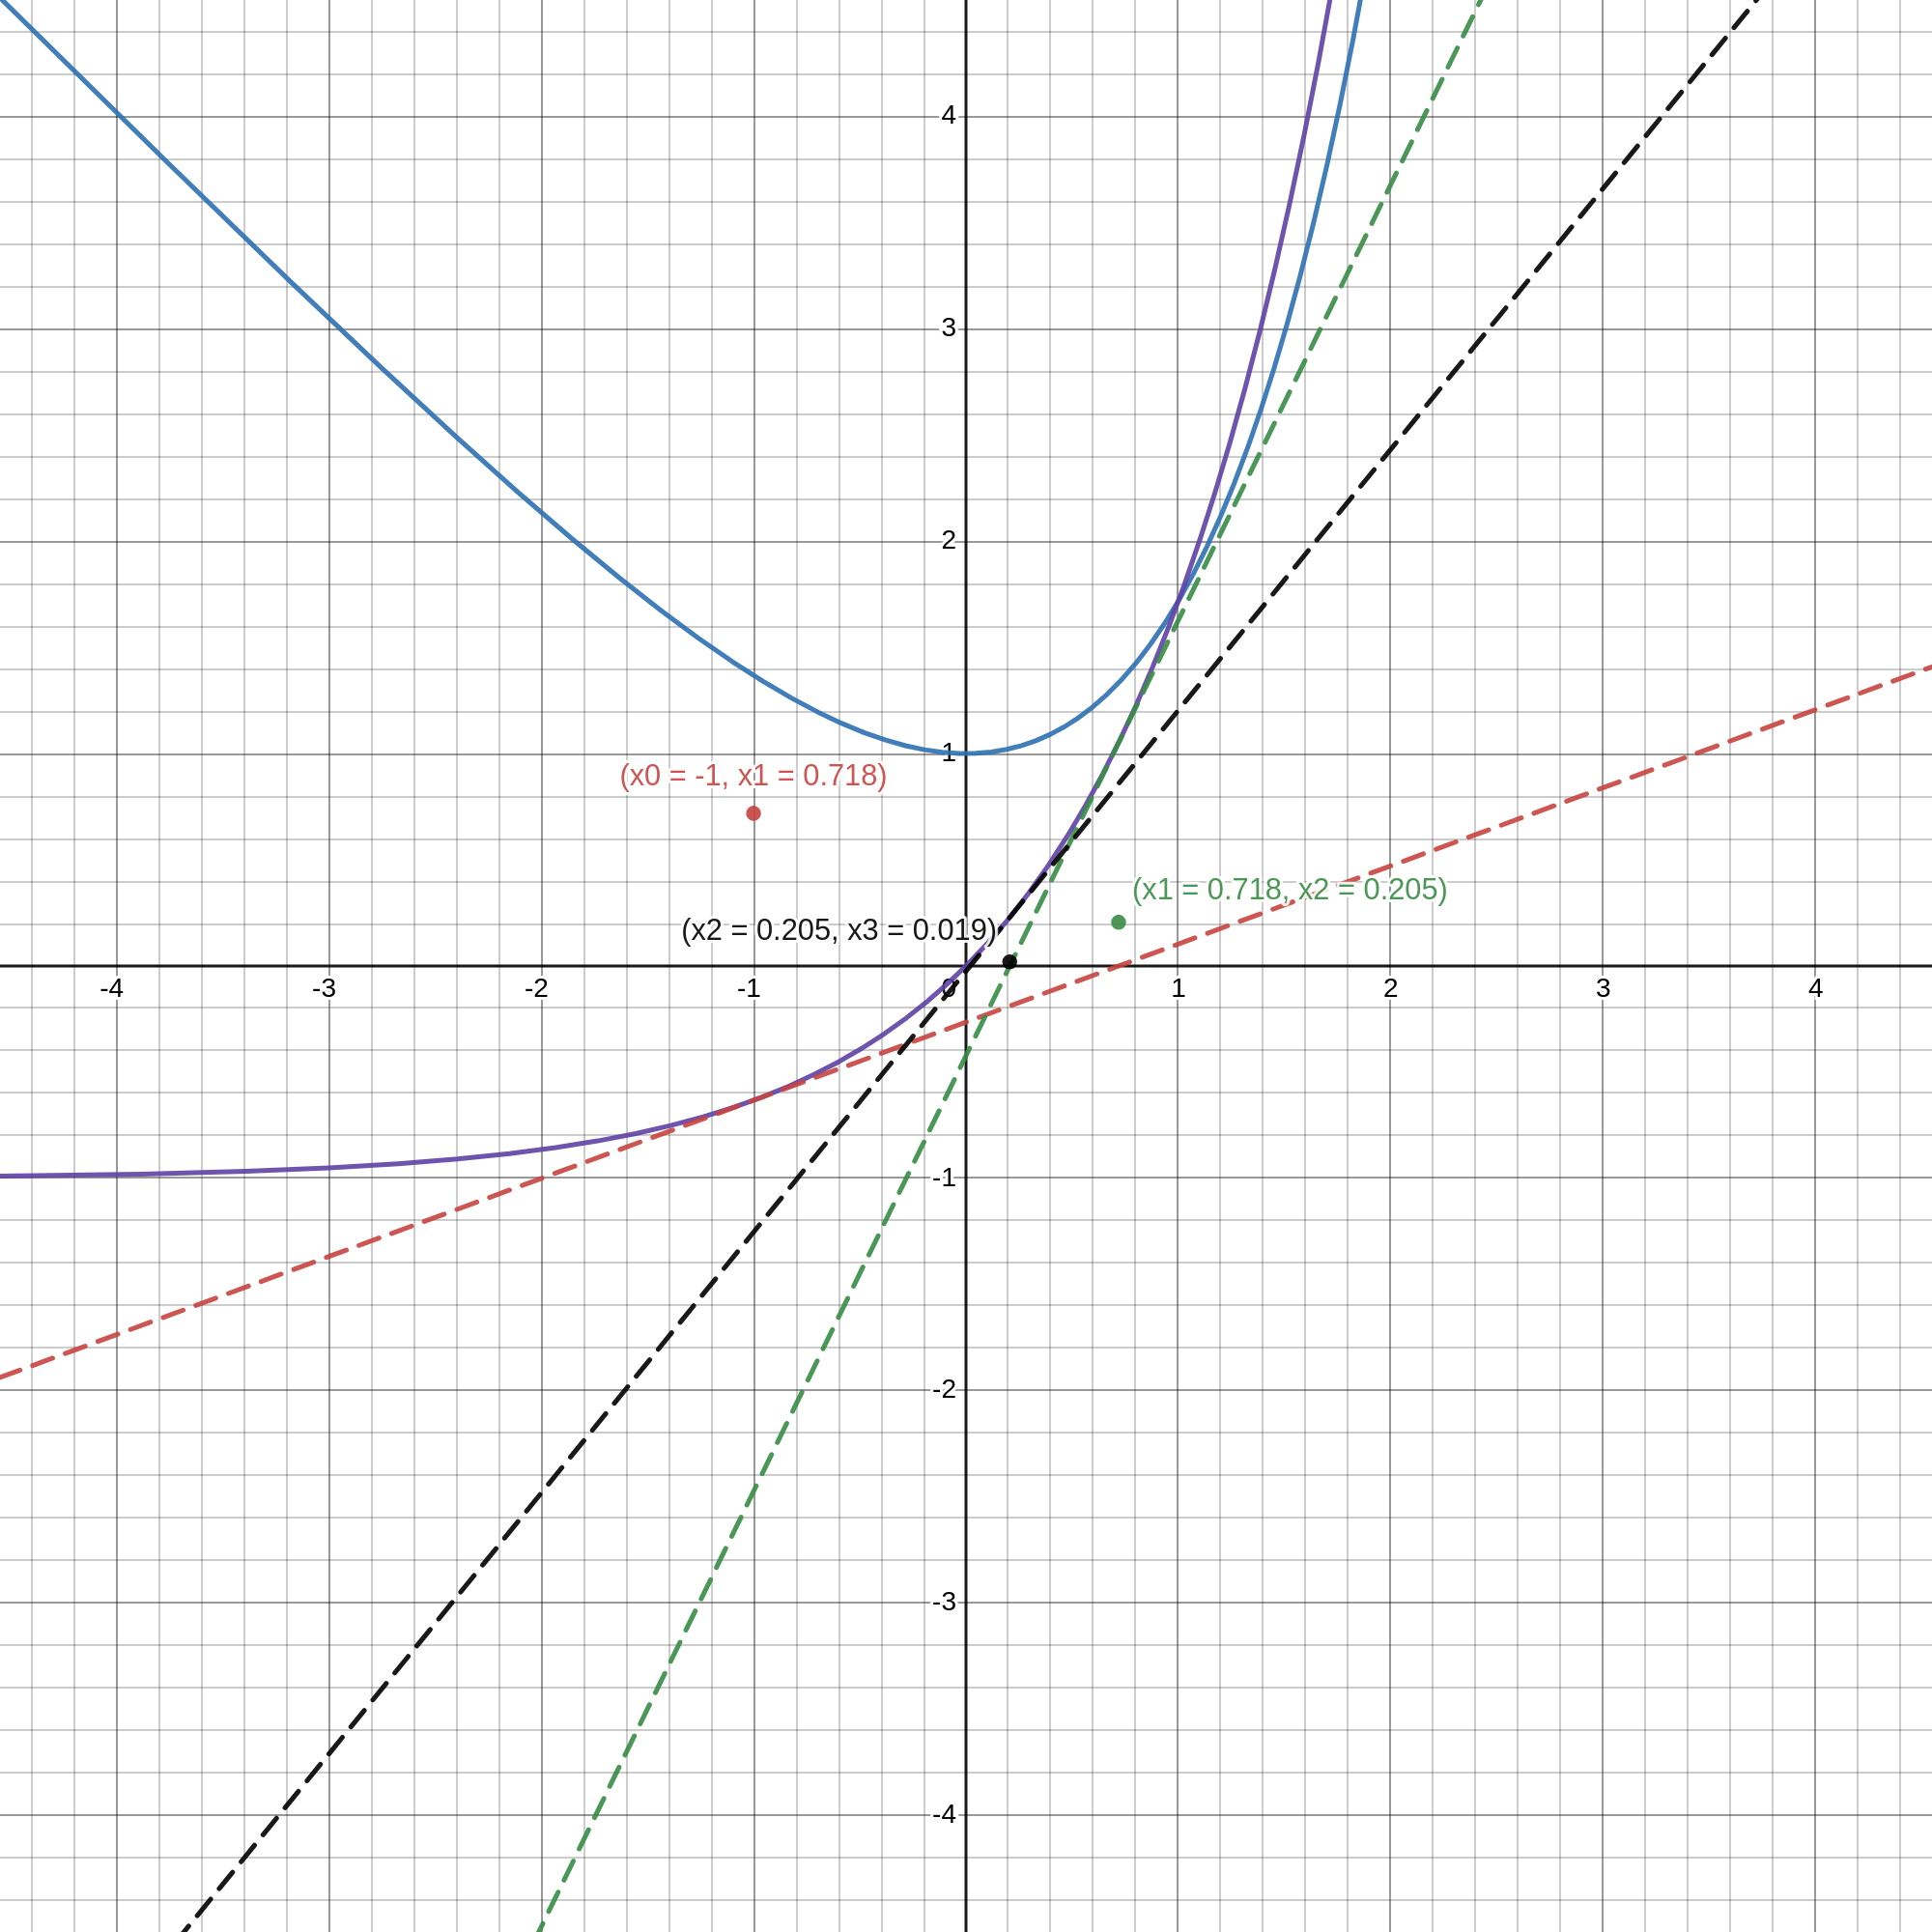 4
3
2
1
(x0 = -1, x1 = 0.718)
(x1 = 0.718, x2 = 0.205)
(x2 = 0.205, x3 = 0.019)
-4 -3 -2 -1 0 1 2 3 4
-1
-2
-3
-4